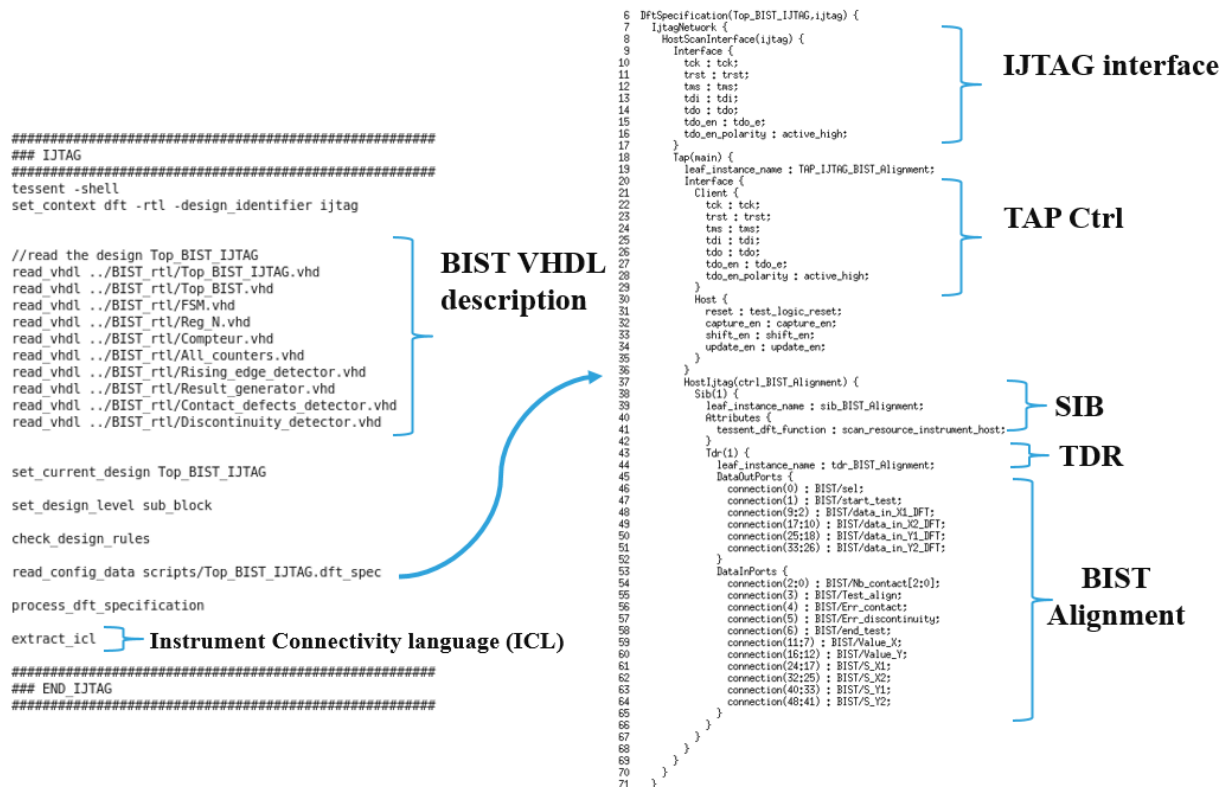 ####################################################
### IJTAG
####################################################
tessent -shell
set_context dft -rtl -design_identifier ijtag
//read the design Top_BIST_IJTAG
read_vhdl ../BIST_rtl/Top_BIST_IJTAG.vhd
read_vhdl ../BIST_rtl/Top_BIST.vhd
read_vhdl ../BIST_rtl/FSM.vhd
read_vhdl ../BIST_rtl/Reg_N.vhd
read_vhdl ../BIST_rtl/Compteur.vhd
read_vhdl ../BIST_rtl/All_counters.vhd
read_vhdl ../BIST_rtl/Rising_edge_detector.vhd
read_vhdl ../BIST_rtl/Result_generator.vhd
read_vhdl ../BIST_rtl/Contact_defects_detector.vhd
read_vhdl ../BIST_rtl/Discontinuity_detector.vhd
BIST VHDL
description
set_current_design Top_BIST_IJTAG
set_design_level sub_block
check_design_rules
read_config_data scripts/Top_BIST_IJTAG.dft_spec
process_dft_specification
extract_icl
Instrument Connectivity language (ICL)
####################################################
### END_IJTAG
####################################################
6 DftSpecification(Top_BIST_IJTAG,ijtag) {
7 IjtagNetwork {
8 HostScanInterface(ijtag) {
9 Interface {
10 tck : tck;
11 trst : trst;
12 tms : tms;
13 tdi : tdi;
14 tdo : tdo;
15 tdo_en : tdo_e;
16 tdo_en_polarity : active_high;
17 }
18 Tap(main) {
19 leaf_instance_name : TAP_IJTAG_BIST_Alignment;
20 Interface {
21 Client {
22 tck : tck;
23 trst : trst;
24 tms : tms;
25 tdi : tdi;
26 tdo : tdo;
27 tdo_en : tdo_e;
28 tdo_en_polarity : active_high;
29 }
30 Host {
31 reset : test_logic_reset;
32 capture_en : capture_en;
33 shift_en : shift_en;
34 update_en : update_en;
35 }
36 }
37 HostIjtag(ctrl_BIST_Alignment) {
38 Sib(1) {
39 leaf_instance_name : sib_BIST_Alignment;
40 Attributes {
41 tessent_dft_function : scan_resource_instrument_host;
42 }
43 Tdr(1) {
44 leaf_instance_name : tdr_BIST_Alignment;
45 DataOutPorts {
46 connection(0) : BIST/sel;
47 connection(1) : BIST/start_test;
48 connection(9:2) : BIST/data_in_X1_DFT;
49 connection(17:10) : BIST/data_in_X2_DFT;
50 connection(25:18) : BIST/data_in_Y1_DFT;
51 connection(33:26) : BIST/data_in_Y2_DFT;
52 }
53 DataInPorts {
54 connection(2:0) : BIST/Nb_contact[2:0];
55 connection(3) : BIST/Test_align;
56 connection(4) : BIST/Err_contact;
57 connection(5) : BIST/Err_discontinuity;
58 connection(6) : BIST/end_test;
59 connection(11:7) : BIST/Value_X;
60 connection(16:12) : BIST/Value_Y;
61 connection(24:17) : BIST/S_X1;
62 connection(32:25) : BIST/S_X2;
63 connection(40:33) : BIST/S_Y1;
64 connection(48:41) : BIST/S_Y2;
65 }
66 }
67 }
68 }
69 }
70 }
71 }
IJTAG interface
TAP Ctrl
SIB
TDR
BIST
Alignment